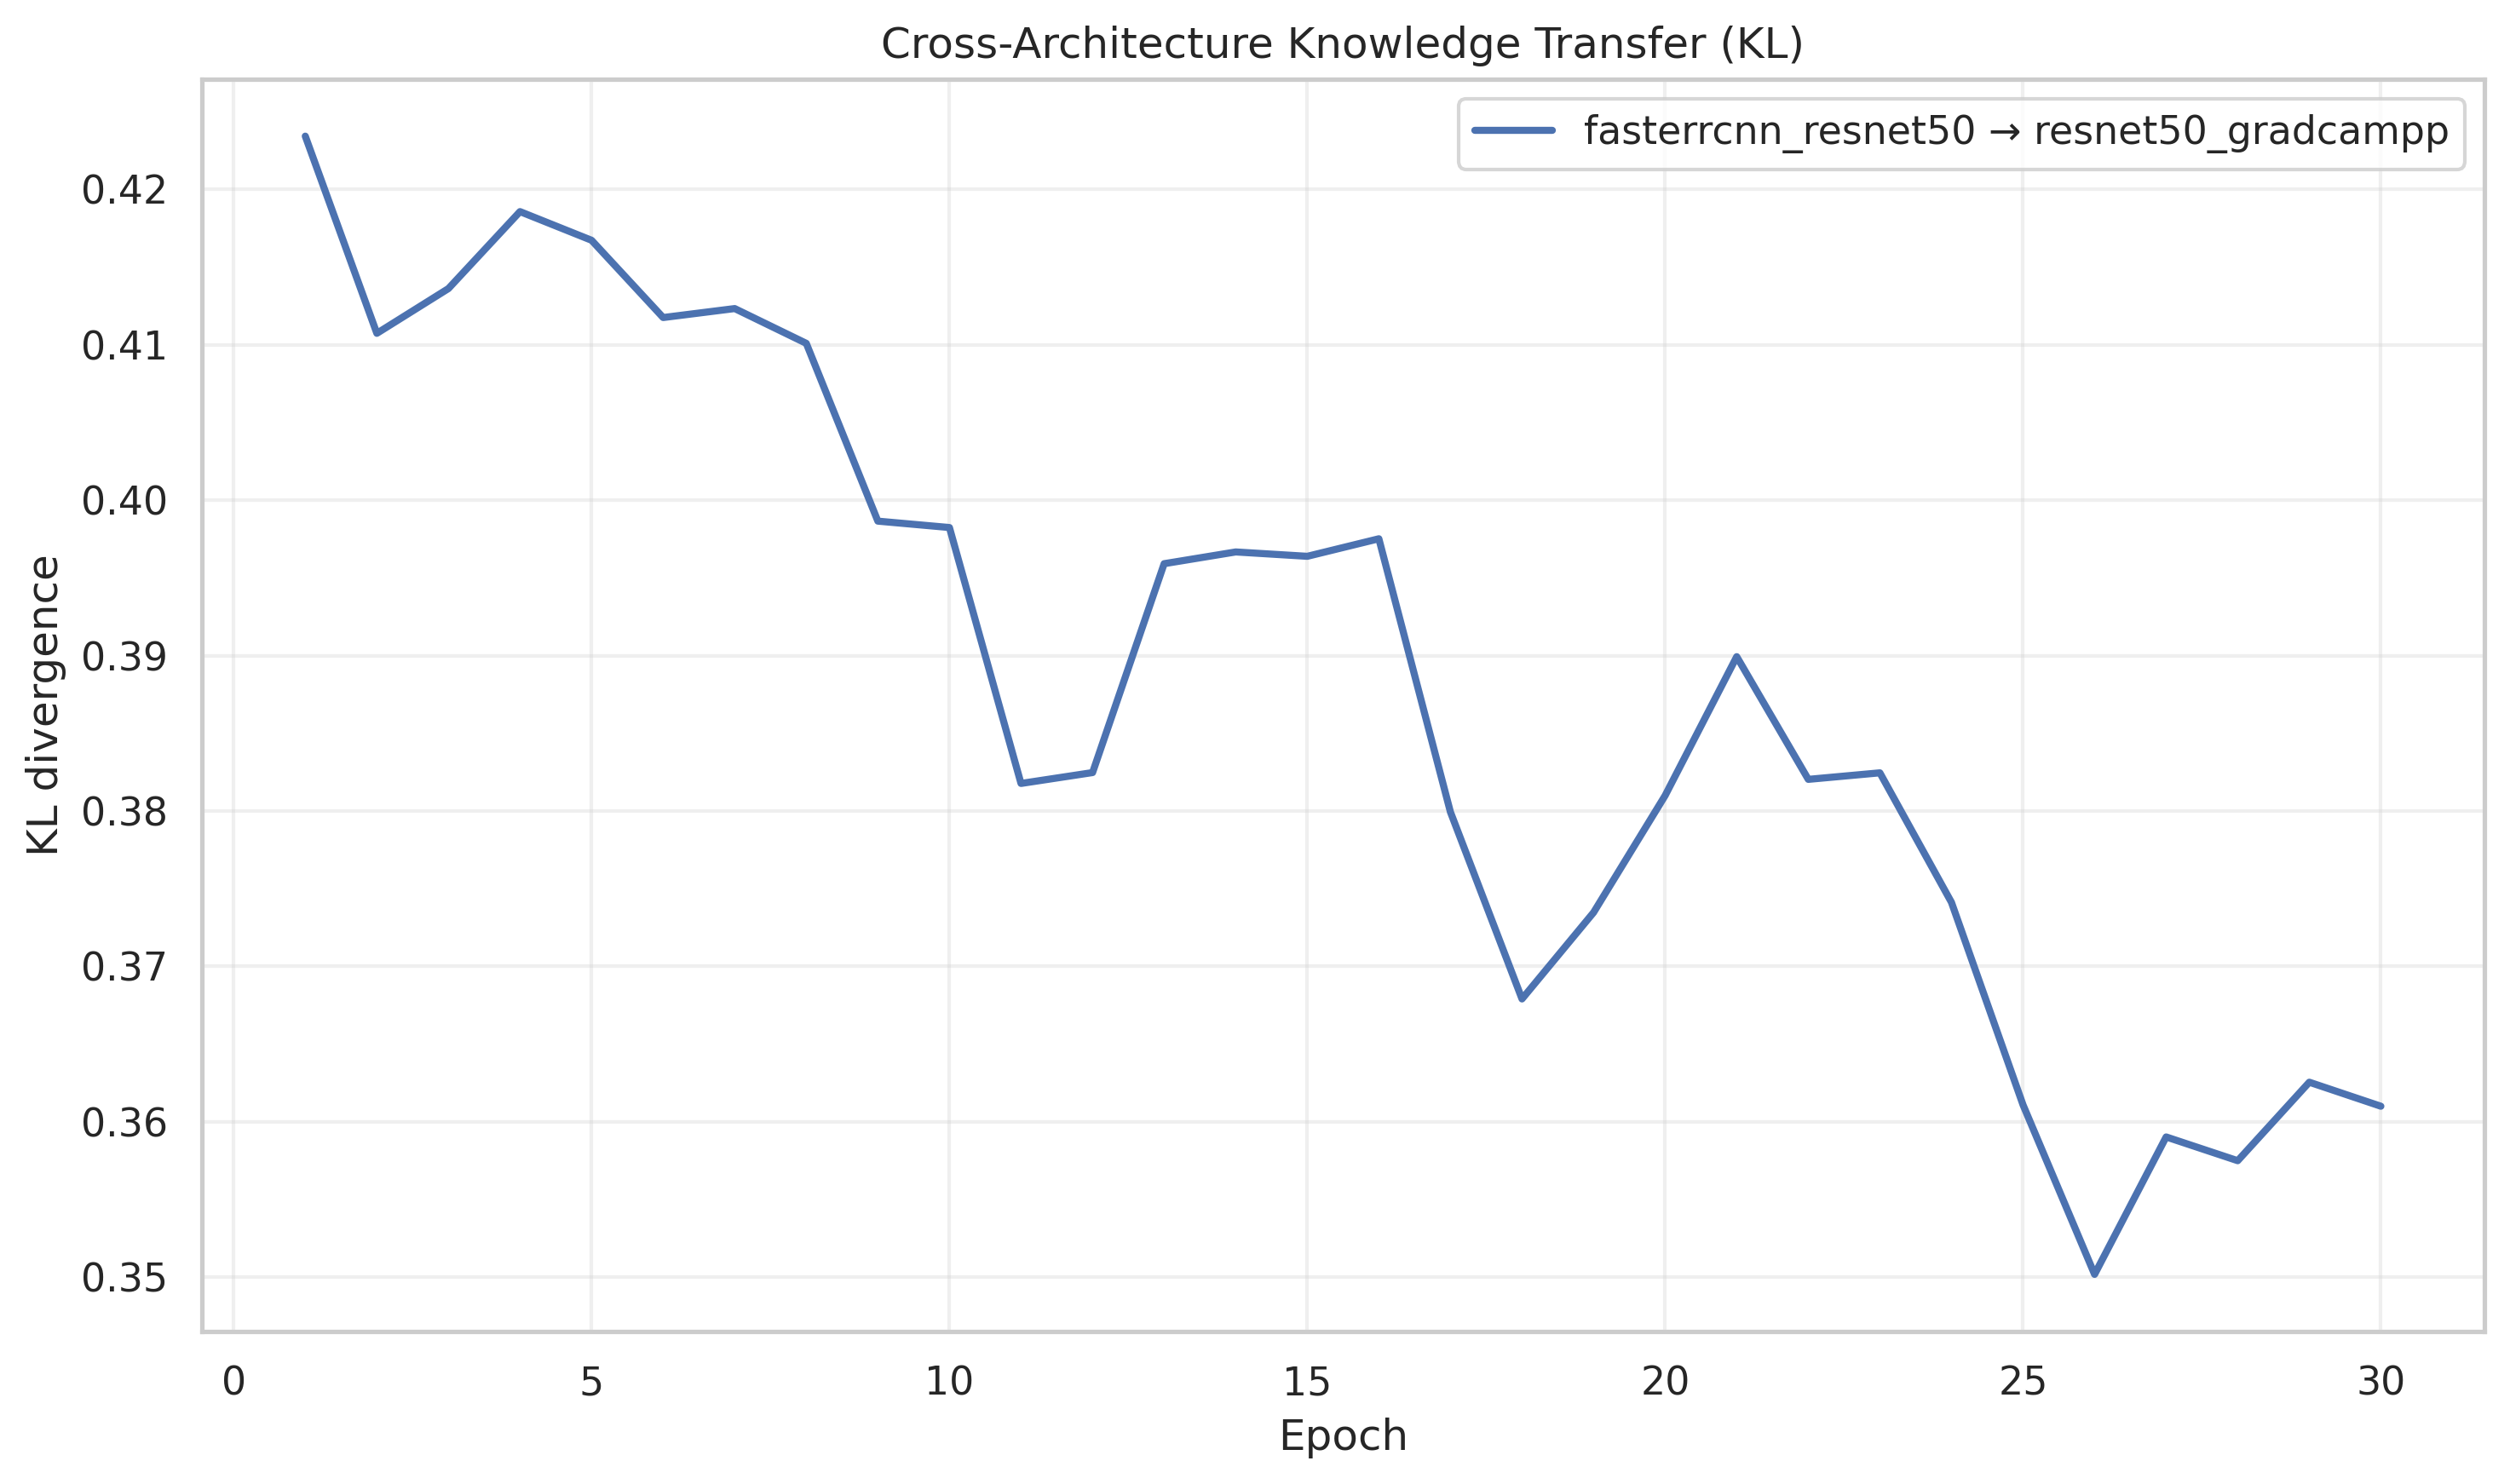 Cross-Architecture Knowledge Transfer (KL)
fasterrcnn_resnet50 → resnet50_gradcampp
KL divergence
0.42
0.41
0.40
0.39
0.38
0.37
0.36
0.35
0 5 10 15 20 25 30
Epoch